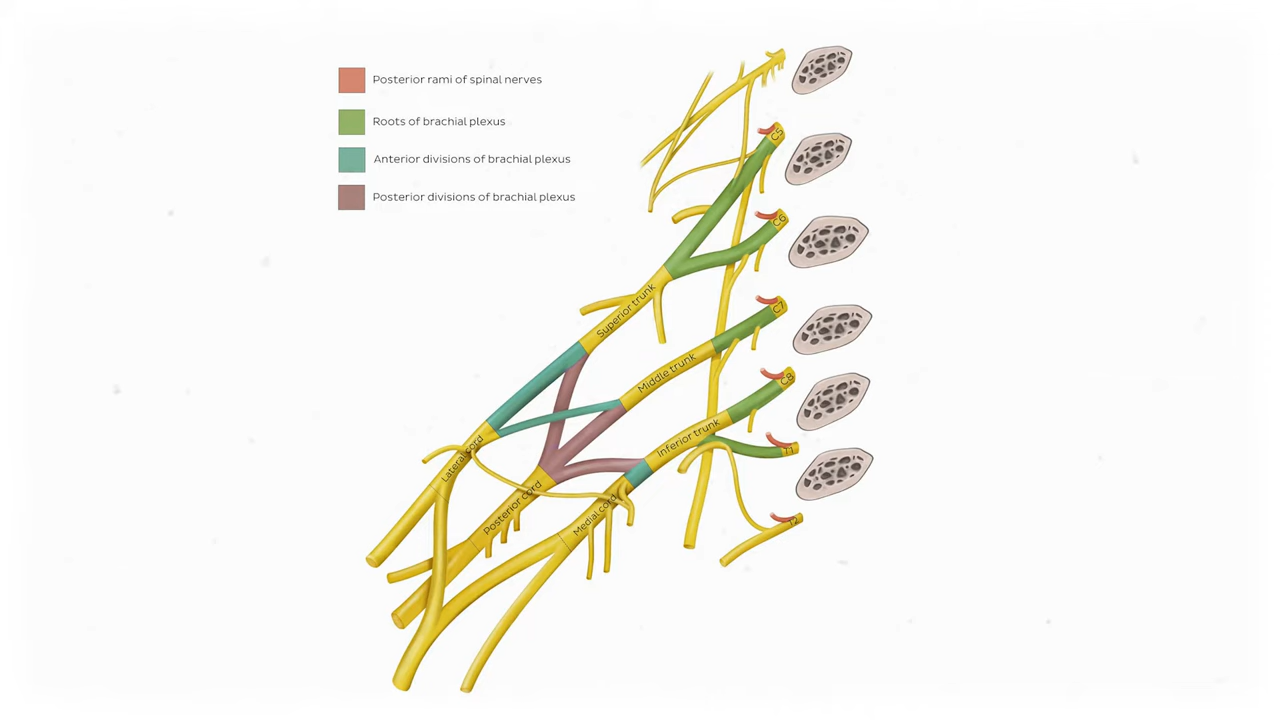 Posterior rami of spinal nerves
Roots of brachial plexus
Anterior divisions of brachial plexus
Posterior divisions of brachial plexus
C5
C6
C7
C8
T1
T2
Superior trunk
Middle trunk
Inferior trunk
Lateral cord
Posterior cord
Medial cord